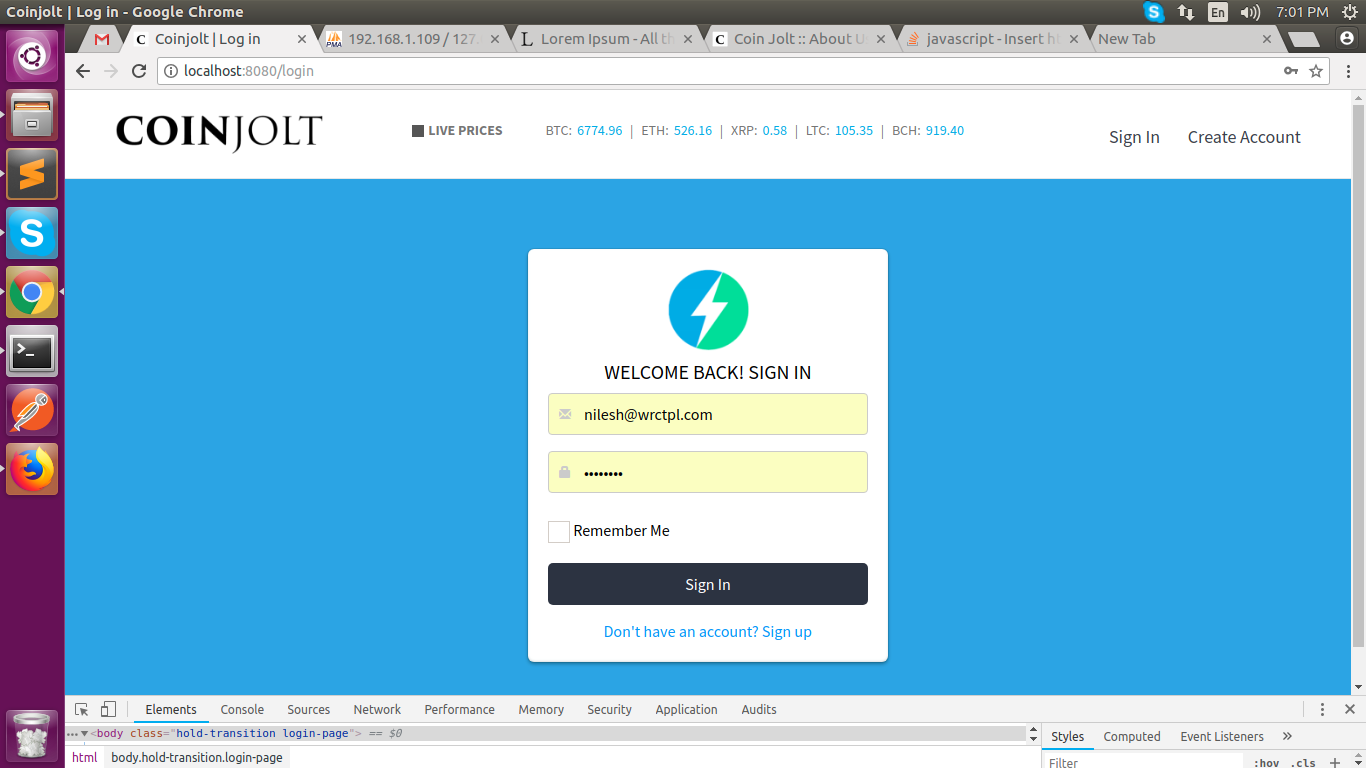 Coinjolt | Log in - Google Chrome
En
7:01 PM
Coinjolt | Log in
192.168.1.109 / 127.
Lorem Ipsum - All th
Coin Jolt :: About U
javascript - Insert ht
New Tab
localhost:8080/login
COINJOLT
LIVE PRICES
BTC: 6774.96 | ETH: 526.16 | XRP: 0.58 | LTC: 105.35 | BCH: 919.40
Sign In
Create Account
WELCOME BACK! SIGN IN
nilesh@wrctpl.com
••••••••
Remember Me
Sign In
Don't have an account? Sign up
Elements Console Sources Network Performance Memory Security Application Audits
…▼<body class="hold-transition login-page"> == $0
Styles Computed Event Listeners »
html body.hold-transition.login-page
Filter :hov .cls +